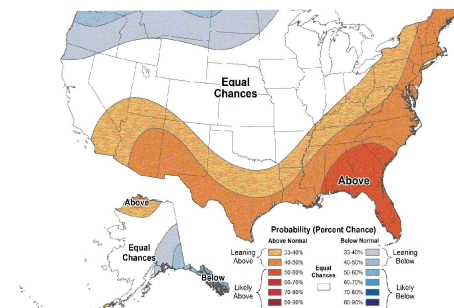 Equal
Chances
Above
Above
Equal
Chances
Below
Probability (Percent Chance)
Above Normal
Below Normal
Leaning
Above
33-40%
40-50%
Likely
Above
50-60%
60-70%
70-80%
80-90%
Equal
Chances
33-40%
40-50%
Leaning
Below
50-60%
60-70%
70-80%
80-90%
Likely
Below